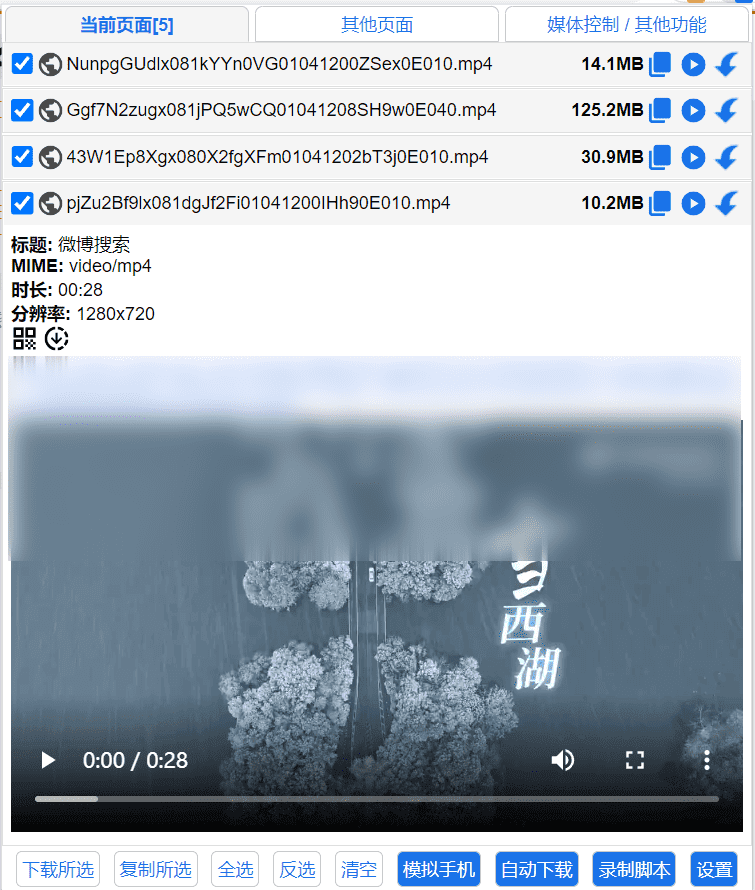 当前页面[5]
其他页面
媒体控制 / 其他功能
NunpgGUdlx081kYYn0VG01041200ZSex0E010.mp4 14.1MB
Ggf7N2zugx081jPQ5wCQ01041208SH9w0E040.mp4 125.2MB
43W1Ep8Xgx080X2fgXFm01041202bT3j0E010.mp4 30.9MB
pjZu2Bf9lx081dgJf2Fi01041200IHh90E010.mp4 10.2MB
标题: 微博搜索
MIME: video/mp4
时长: 00:28
分辨率: 1280x720
西
湖
0:00 / 0:28
下载所选
复制所选
全选
反选
清空
模拟手机
自动下载
录制脚本
设置